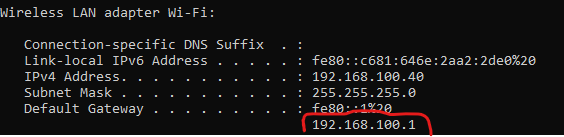 Wireless LAN adapter Wi-Fi:
Connection-specific DNS Suffix  . :
Link-local IPv6 Address . . . . . : fe80::c681:646e:2aa2:2de0%20
IPv4 Address. . . . . . . . . . . : 192.168.100.40
Subnet Mask . . . . . . . . . . . : 255.255.255.0
Default Gateway . . . . . . . . . : fe80::1%20
192.168.100.1